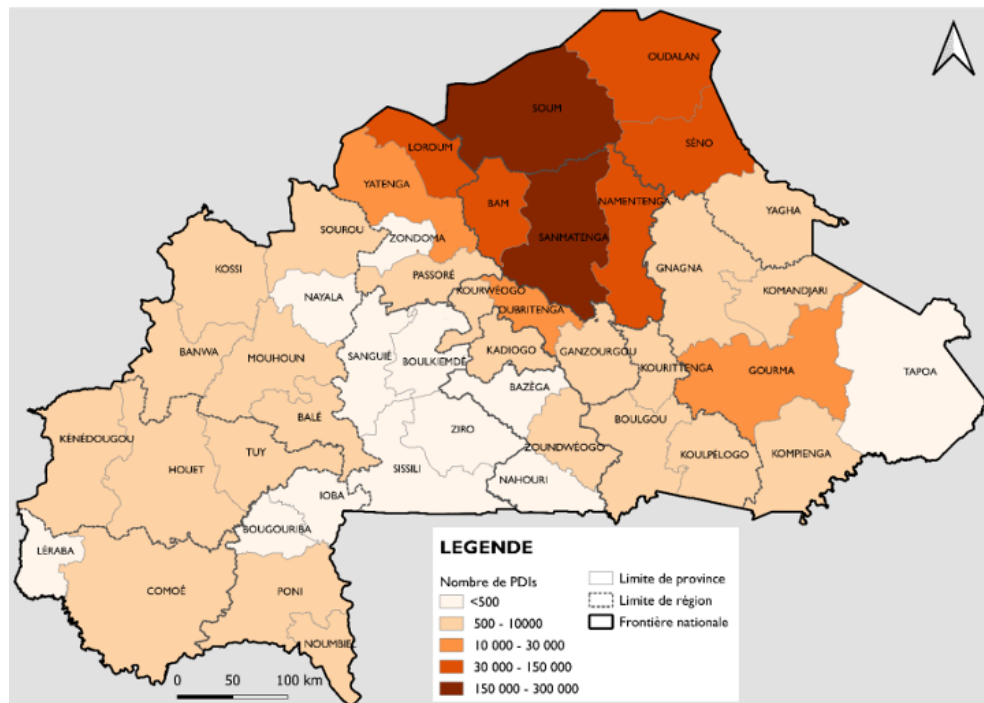 OUDALAN
SOUM
SÉNO
LOROUM
YATENGA
BAM
NAMENTENGA
SANMATENGA
YAGHA
SOUROU
ZONDOMA
KOSSI
PASSORÉ
GNAGNA
KOMANDJARI
NAYALA
KOURWÉOGO
OUBRITENGA
BANWA
MOUHOUN
SANGUIÉ
BOULKIEMDÉ
KADIOGO
GANZOURGOU
KOURITTENGA
GOURMA
TAPOA
BAZÈGA
BALÉ
BOULGOU
KÉNÉDOUGOU
TUY
ZIRO
ZOUNDWÉOGO
KOULPÉLOGO
KOMPIENGA
HOUET
SISSILI
NAHOURI
IOBA
BOUGOURIBA
LÉRABA
COMOÉ
PONI
NOUMBIEL
LEGENDE
Nombre de PDIs
<500
500 - 10000
10 000 - 30 000
30 000 - 150 000
150 000 - 300 000
Limite de province
Limite de région
Frontière nationale
0 50 100 km